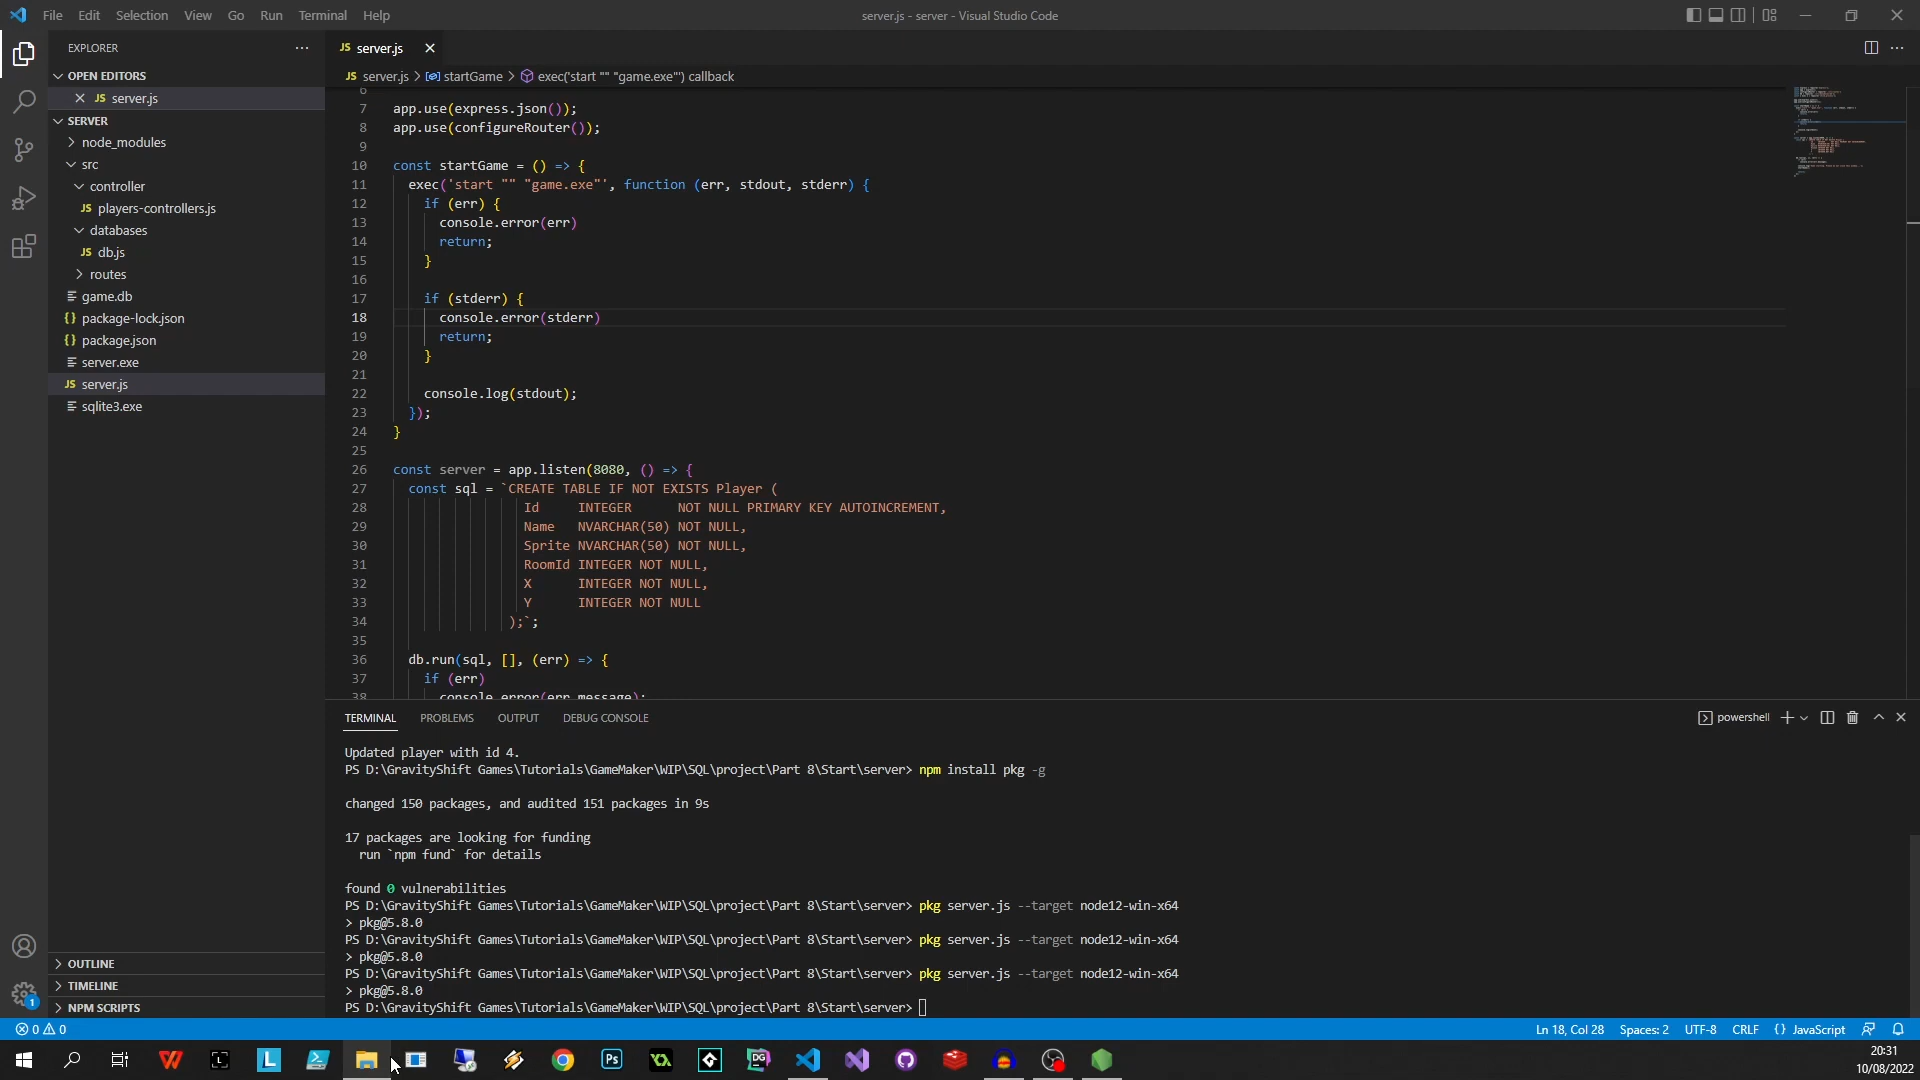 File Edit Selection View Go Run Terminal Help
server.js - server - Visual Studio Code
EXPLORER
OPEN EDITORS
JS server.js
SERVER
node_modules
src
controller
JS players-controllers.js
databases
JS db.js
routes
game.db
{} package-lock.json
{} package.json
server.exe
JS server.js
sqlite3.exe
OUTLINE
TIMELINE
NPM SCRIPTS
1
JS server.js
JS server.js > startGame > exec('start "" "game.exe"') callback
6
7 app.use(express.json());
8 app.use(configureRouter());
9
10 const startGame = () => {
11 exec('start "" "game.exe"', function (err, stdout, stderr) {
12 if (err) {
13 console.error(err)
14 return;
15 }
16
17 if (stderr) {
18 console.error(stderr)
19 return;
20 }
21
22 console.log(stdout);
23 });
24 }
25
26 const server = app.listen(8080, () => {
27 const sql = `CREATE TABLE IF NOT EXISTS Player (
28 Id INTEGER NOT NULL PRIMARY KEY AUTOINCREMENT,
29 Name NVARCHAR(50) NOT NULL,
30 Sprite NVARCHAR(50) NOT NULL,
31 RoomId INTEGER NOT NULL,
32 X INTEGER NOT NULL,
33 Y INTEGER NOT NULL
34 );`;
35
36 db.run(sql, [], (err) => {
37 if (err)
38 console.error(err.message);
TERMINAL PROBLEMS OUTPUT DEBUG CONSOLE
powershell
Updated player with id 4.
PS D:\GravityShift Games\Tutorials\GameMaker\WIP\SQL\project\Part 8\Start\server> npm install pkg -g
changed 150 packages, and audited 151 packages in 9s
17 packages are looking for funding
run `npm fund` for details
found 0 vulnerabilities
PS D:\GravityShift Games\Tutorials\GameMaker\WIP\SQL\project\Part 8\Start\server> pkg server.js --target node12-win-x64
> pkg@5.8.0
PS D:\GravityShift Games\Tutorials\GameMaker\WIP\SQL\project\Part 8\Start\server> pkg server.js --target node12-win-x64
> pkg@5.8.0
PS D:\GravityShift Games\Tutorials\GameMaker\WIP\SQL\project\Part 8\Start\server> pkg server.js --target node12-win-x64
> pkg@5.8.0
PS D:\GravityShift Games\Tutorials\GameMaker\WIP\SQL\project\Part 8\Start\server>
0 0
Ln 18, Col 28 Spaces: 2 UTF-8 CRLF {} JavaScript
L
L
Ps
DG
20:31
10/08/2022